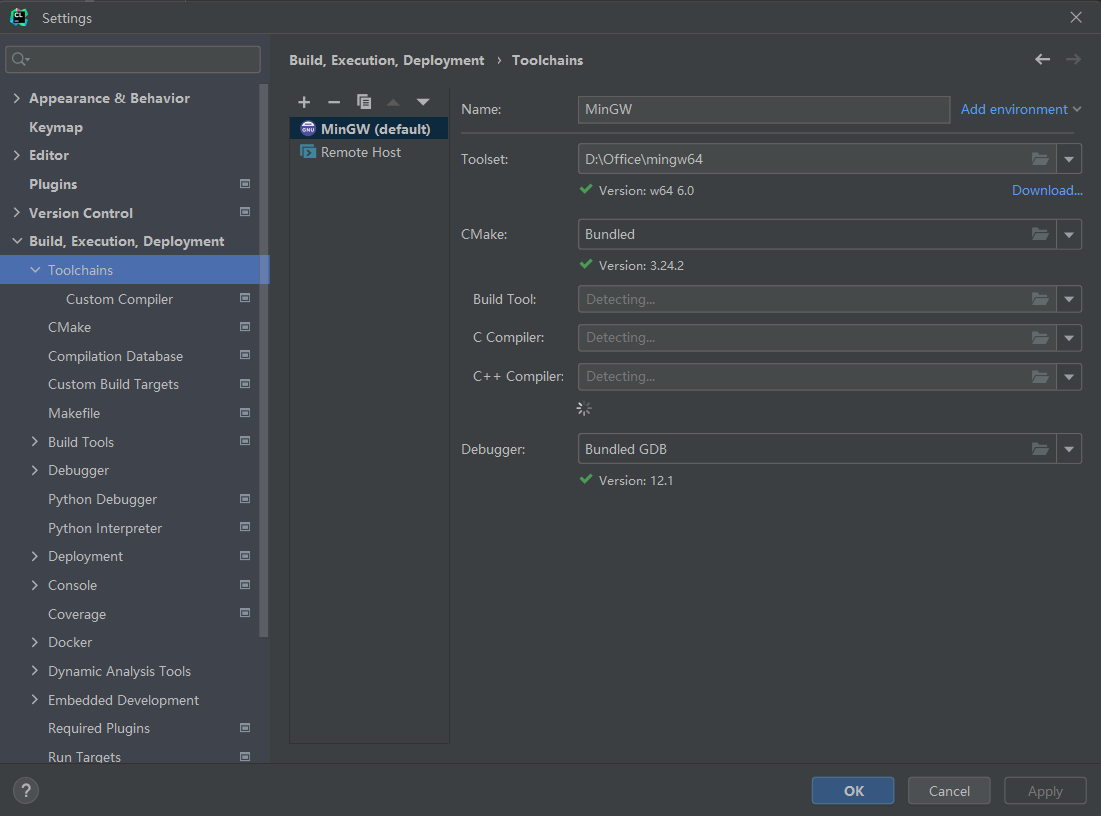 CL
Settings
Build, Execution, Deployment › Toolchains
Appearance & Behavior
Keymap
Editor
Plugins
Version Control
Build, Execution, Deployment
Toolchains
Custom Compiler
CMake
Compilation Database
Custom Build Targets
Makefile
Build Tools
Debugger
Python Debugger
Python Interpreter
Deployment
Console
Coverage
Docker
Dynamic Analysis Tools
Embedded Development
Required Plugins
Run Targets
GNU MinGW (default)
Remote Host
Name: MinGW Add environment
Toolset: D:\Office\mingw64
Version: w64 6.0 Download...
CMake: Bundled
Version: 3.24.2
Build Tool: Detecting...
C Compiler: Detecting...
C++ Compiler: Detecting...
Debugger: Bundled GDB
Version: 12.1
? OK Cancel Apply